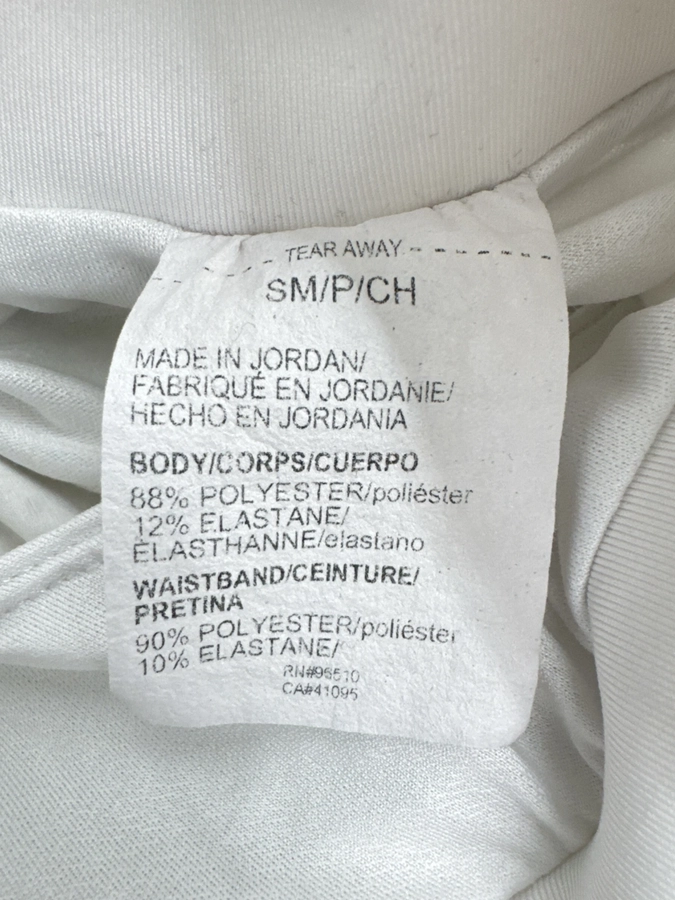 TEAR AWAY
SM/P/CH
MADE IN JORDAN/
FABRIQUÉ EN JORDANIE/
HECHO EN JORDANIA
BODY/CORPS/CUERPO
88% POLYESTER/poliéster
12% ELASTANE/
ÉLASTHANNE/elastano
WAISTBAND/CEINTURE/
PRETINA
90% POLYESTER/poliéster
10% ELASTANE/
RN#96510
CA#41095